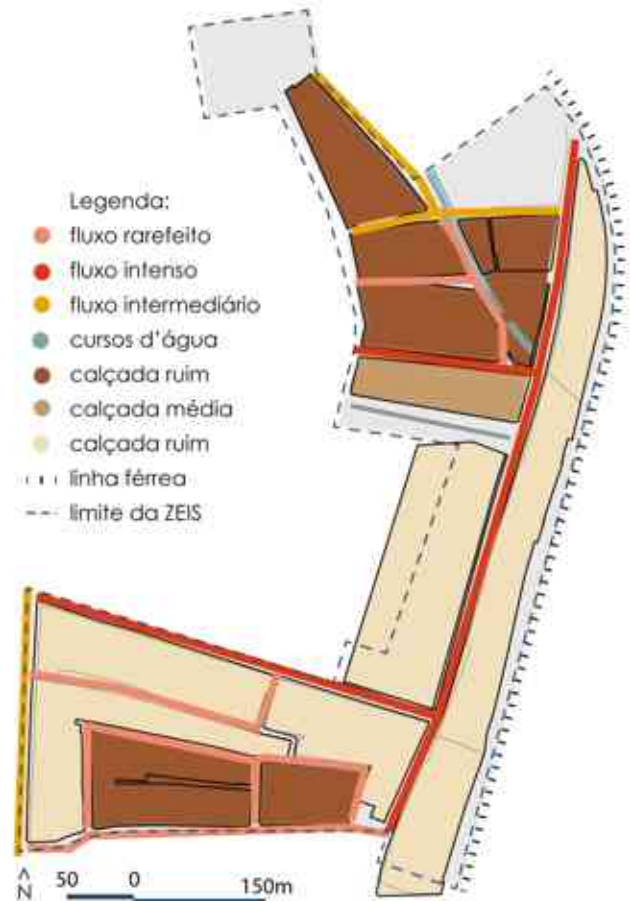 Legenda:
fluxo rarefeito
fluxo intenso
fluxo intermediário
cursos d'água
calçada ruim
calçada média
calçada ruim
linha férrea
limite da ZEIS
N 50 0 150m